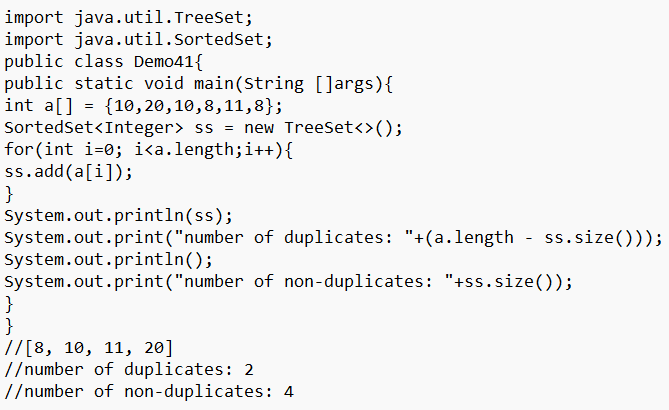 import java.util.TreeSet;
import java.util.SortedSet;
public class Demo41{
public static void main(String []args){
int a[] = {10,20,10,8,11,8};
SortedSet<Integer> ss = new TreeSet<>();
for(int i=0; i<a.length;i++){
ss.add(a[i]);
}
System.out.println(ss);
System.out.print("number of duplicates: "+(a.length - ss.size()));
System.out.println();
System.out.print("number of non-duplicates: "+ss.size());
}
}
//[8, 10, 11, 20]
//number of duplicates: 2
//number of non-duplicates: 4